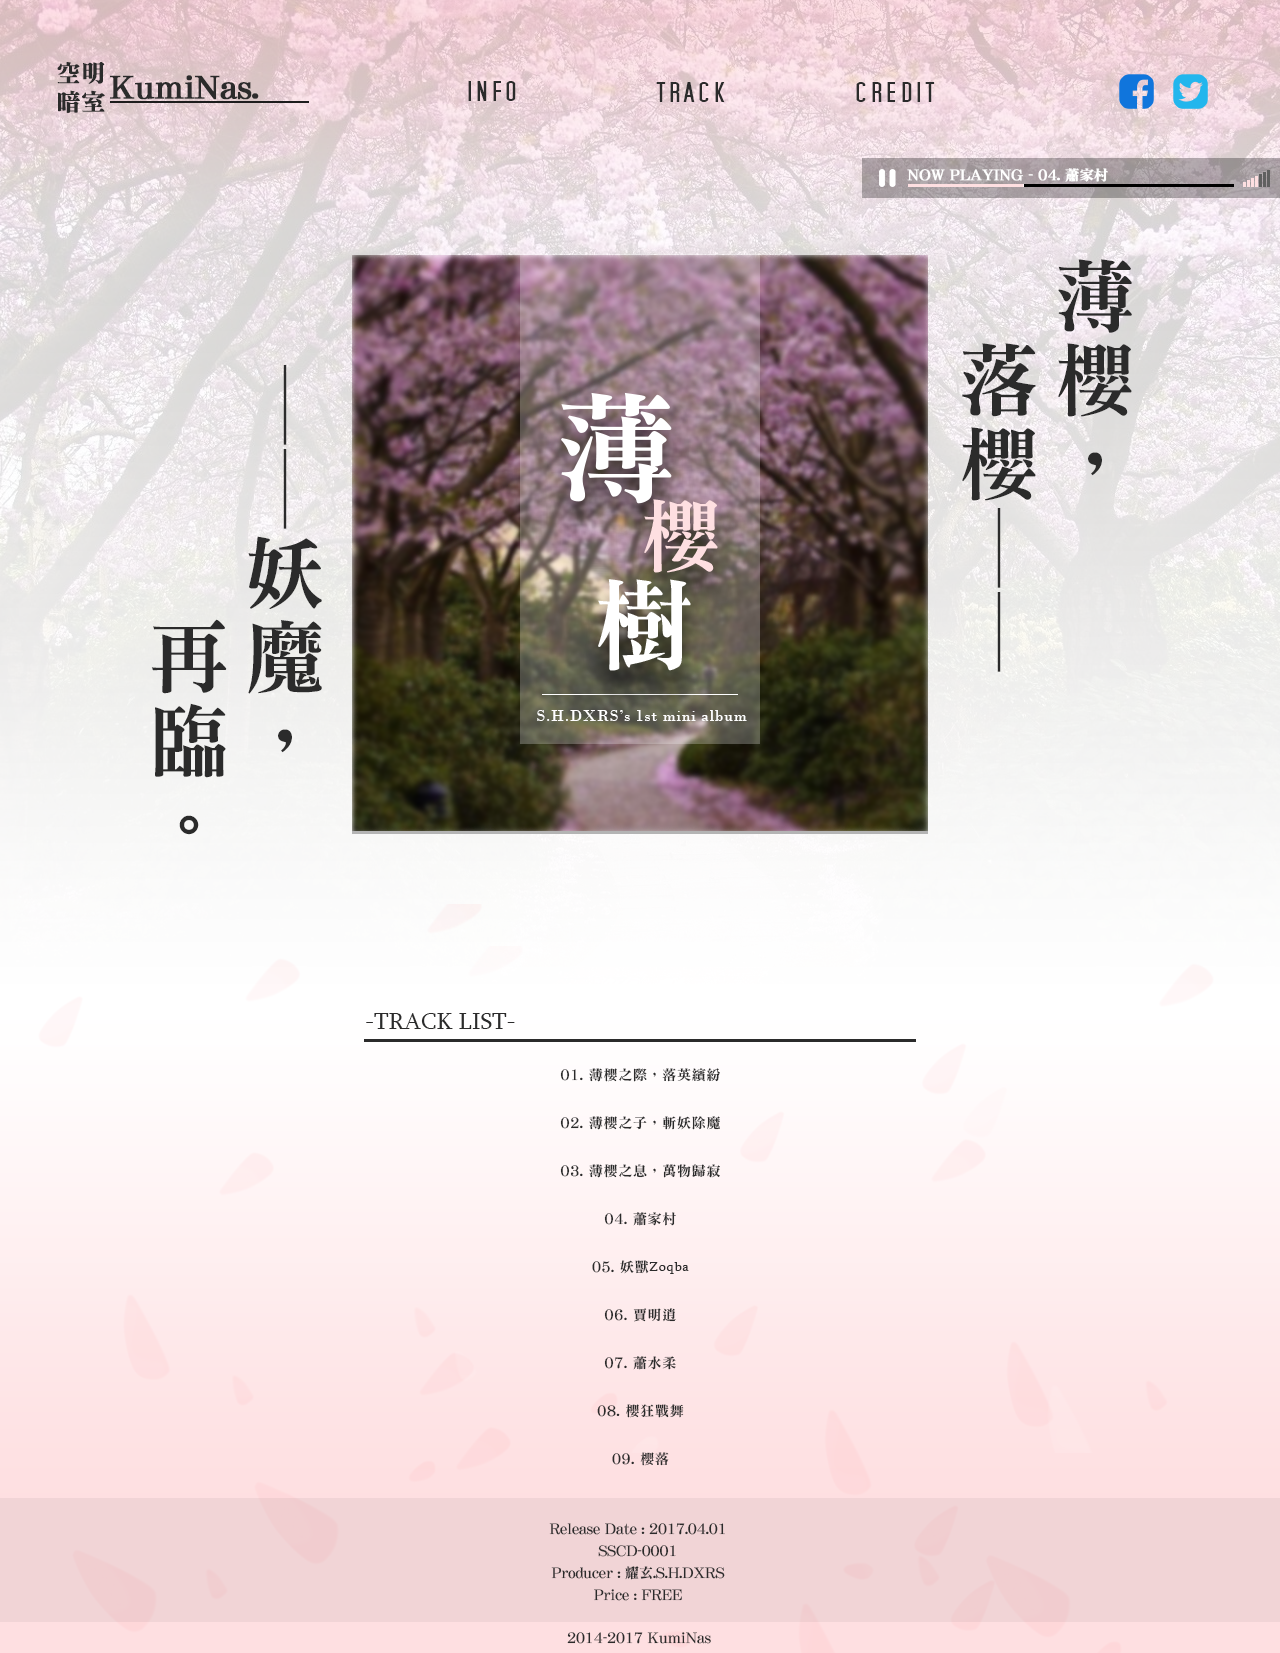 空明
暗室
KumiNas.
INFO
TRACK
CREDIT
NOW PLAYING - 04. 蕭家村
薄櫻，
落櫻——
——妖魔，
再臨。
薄
櫻
樹
S.H.DXRS's 1st mini album
-TRACK LIST-
01. 薄櫻之際，落英繽紛
02. 薄櫻之子，斬妖除魔
03. 薄櫻之息，萬物歸寂
04. 蕭家村
05. 妖獸Zoqba
06. 賈明逍
07. 蕭水柔
08. 櫻狂戰舞
09. 櫻落
Release Date : 2017.04.01
SSCD-0001
Producer : 耀玄.S.H.DXRS
Price : FREE
2014-2017 KumiNas